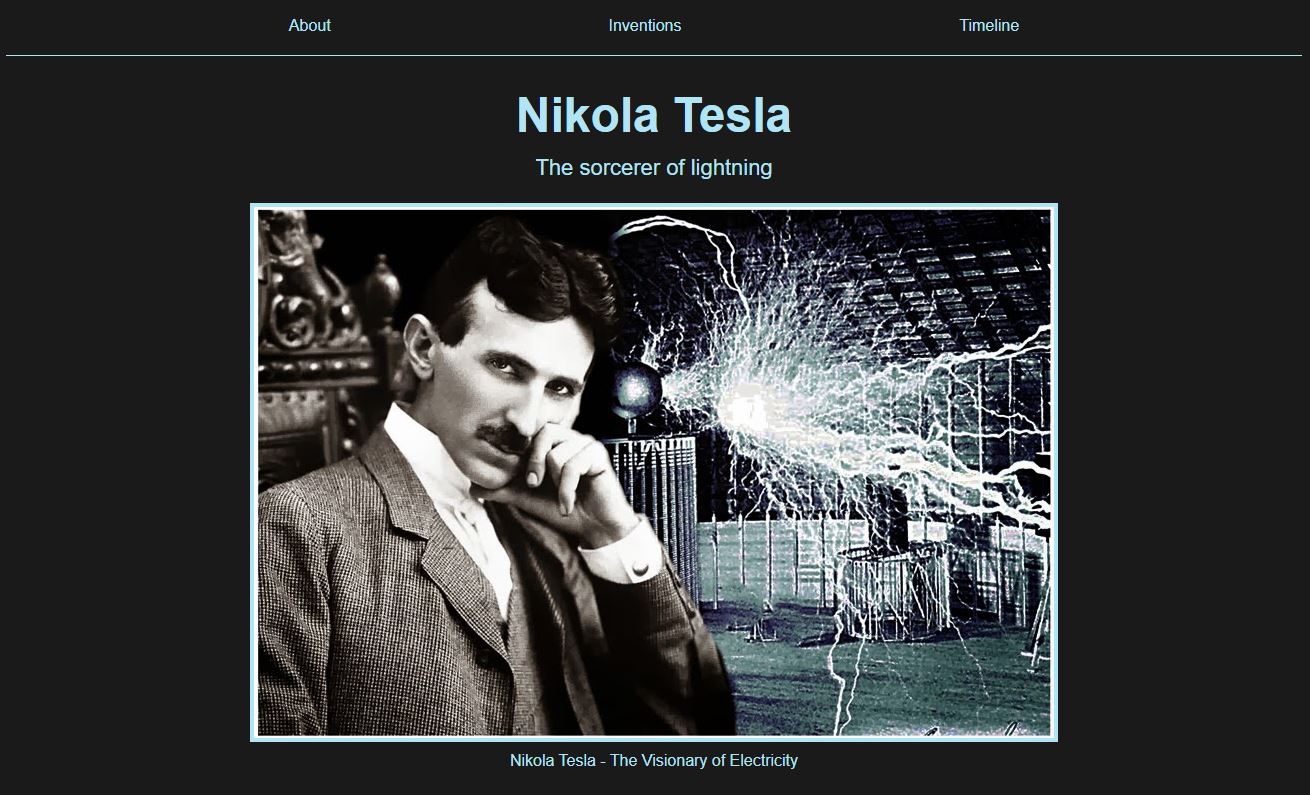 About
Inventions
Timeline
Nikola Tesla
The sorcerer of lightning
Nikola Tesla - The Visionary of Electricity